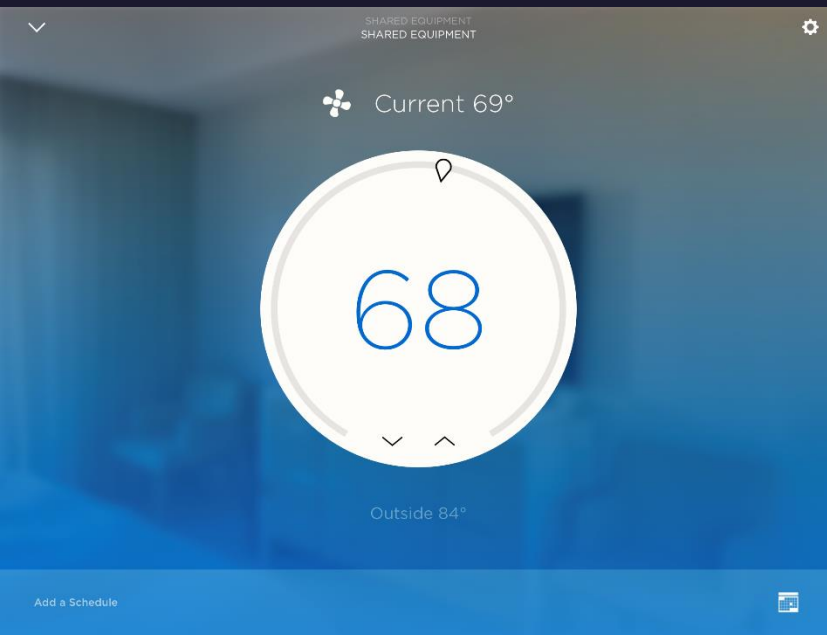 SHARED EQUIPMENT
SHARED EQUIPMENT
Current 69°
68
Outside 84°
Add a Schedule